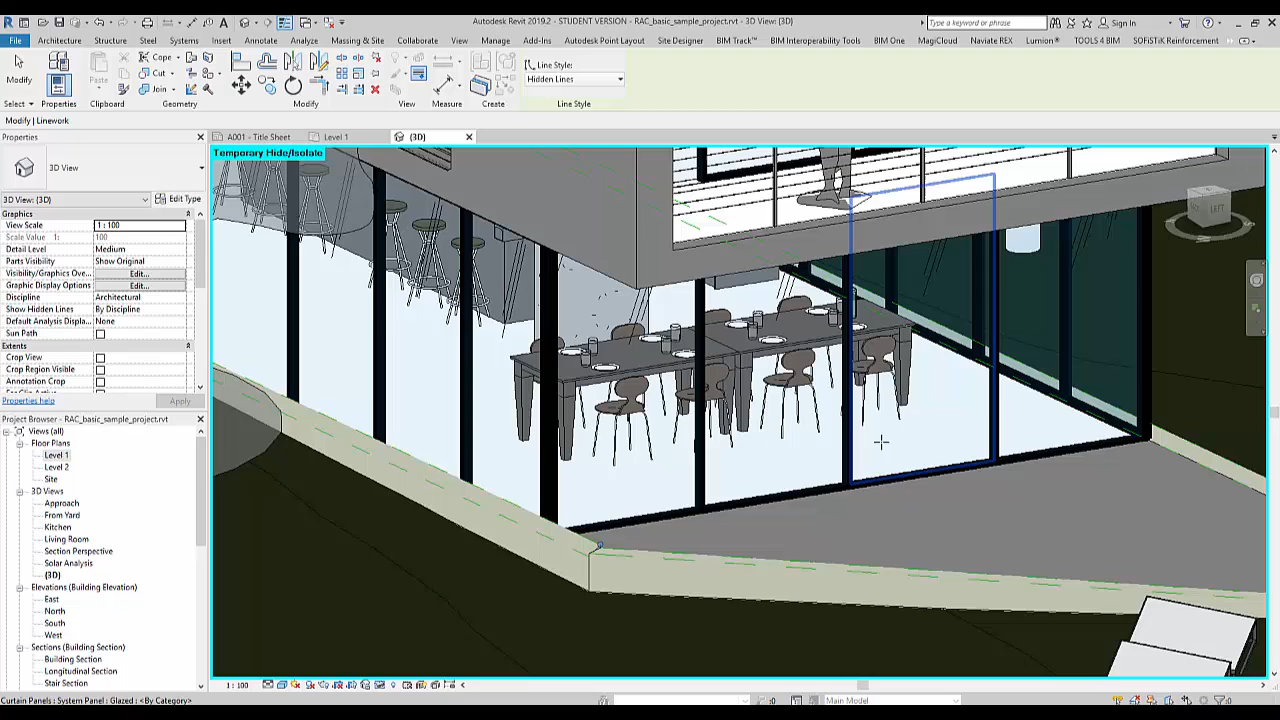 Autodesk Revit 2019.2 - STUDENT VERSION - RAC_basic_sample_project.rvt - 3D View: {3D}
Type a keyword or phrase
Sign In
File Architecture Structure Steel Systems Insert Annotate Analyze Massing & Site Collaborate View Manage Add-Ins Autodesk Point Layout Site Designer BIM Track™ BIM Interoperability Tools BIM One MagiCloud Naviate REX Lumion® TOOLS 4 BIM SOFiSTiK Reinforcement
Modify
Paste
Cope
Cut
Join
Line Style:
Hidden Lines
Select Properties Clipboard Geometry Modify View Measure Create Line Style
Modify | Linework
Properties
A001 - Title Sheet
Level 1
{3D}
Temporary Hide/Isolate
3D View
3D View: {3D}
Edit Type
Graphics
View Scale 1 : 100
Scale Value 1: 100
Detail Level Medium
Parts Visibility Show Original
Visibility/Graphics Ove... Edit...
Graphic Display Options Edit...
Discipline Architectural
Show Hidden Lines By Discipline
Default Analysis Displa... None
Sun Path
Extents
Crop View
Crop Region Visible
Annotation Crop
Properties help
Apply
Project Browser - RAC_basic_sample_project.rvt
Views (all)
Floor Plans
Level 1
Level 2
Site
3D Views
Approach
From Yard
Kitchen
Living Room
Section Perspective
Solar Analysis
{3D}
Elevations (Building Elevation)
East
North
South
West
Sections (Building Section)
Building Section
Longitudinal Section
Stair Section
LEFT
1 : 100
Curtain Panels : System Panel : Glazed : <By Category>
:0
Main Model
:0